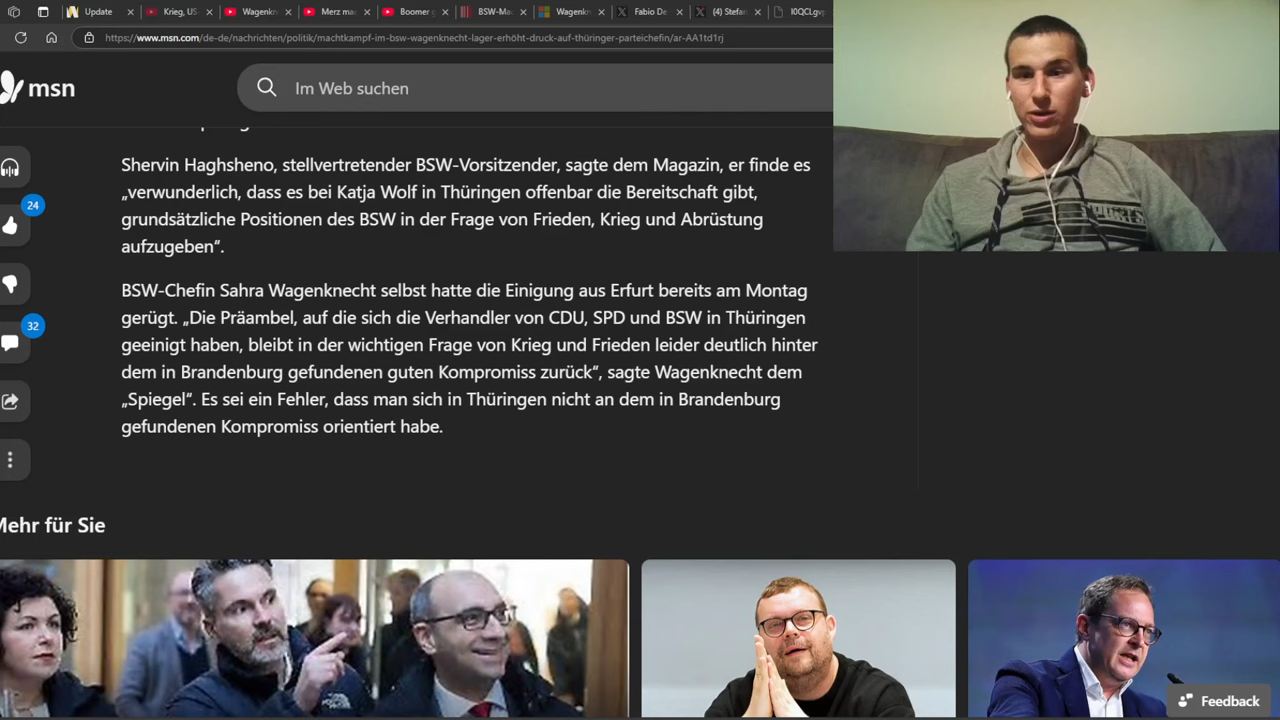 Update
Krieg, US
Wagenkn
Merz ma
Boomer g
BSW-Mac
Wagenkn
Fabio De
(4) Stefan
I0QCLgvp
https://www.msn.com/de-de/nachrichten/politik/machtkampf-im-bsw-wagenknecht-lager-erhöht-druck-auf-thüringer-parteichefin/ar-AA1td1rj
msn
Im Web suchen
Shervin Haghsheno, stellvertretender BSW-Vorsitzender, sagte dem Magazin, er finde es
„verwunderlich, dass es bei Katja Wolf in Thüringen offenbar die Bereitschaft gibt,
grundsätzliche Positionen des BSW in der Frage von Frieden, Krieg und Abrüstung
aufzugeben“.
24
32
BSW-Chefin Sahra Wagenknecht selbst hatte die Einigung aus Erfurt bereits am Montag
gerügt. „Die Präambel, auf die sich die Verhandler von CDU, SPD und BSW in Thüringen
geeinigt haben, bleibt in der wichtigen Frage von Krieg und Frieden leider deutlich hinter
dem in Brandenburg gefundenen guten Kompromiss zurück“, sagte Wagenknecht dem
„Spiegel“. Es sei ein Fehler, dass man sich in Thüringen nicht an dem in Brandenburg
gefundenen Kompromiss orientiert habe.
Mehr für Sie
Feedback